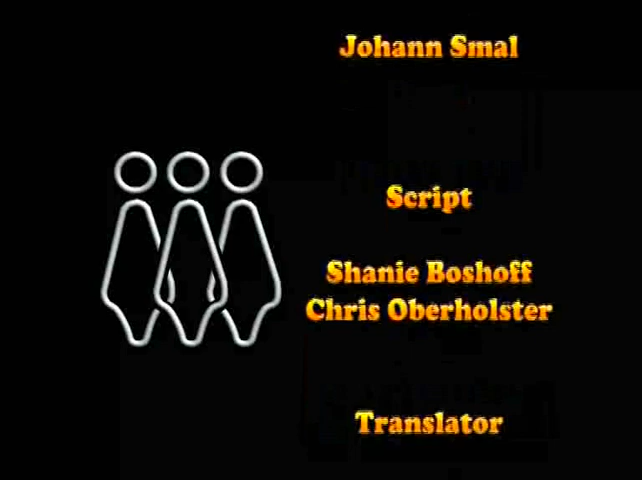 Johann Smal
Script
Shanie Boshoff
Chris Oberholster
Translator